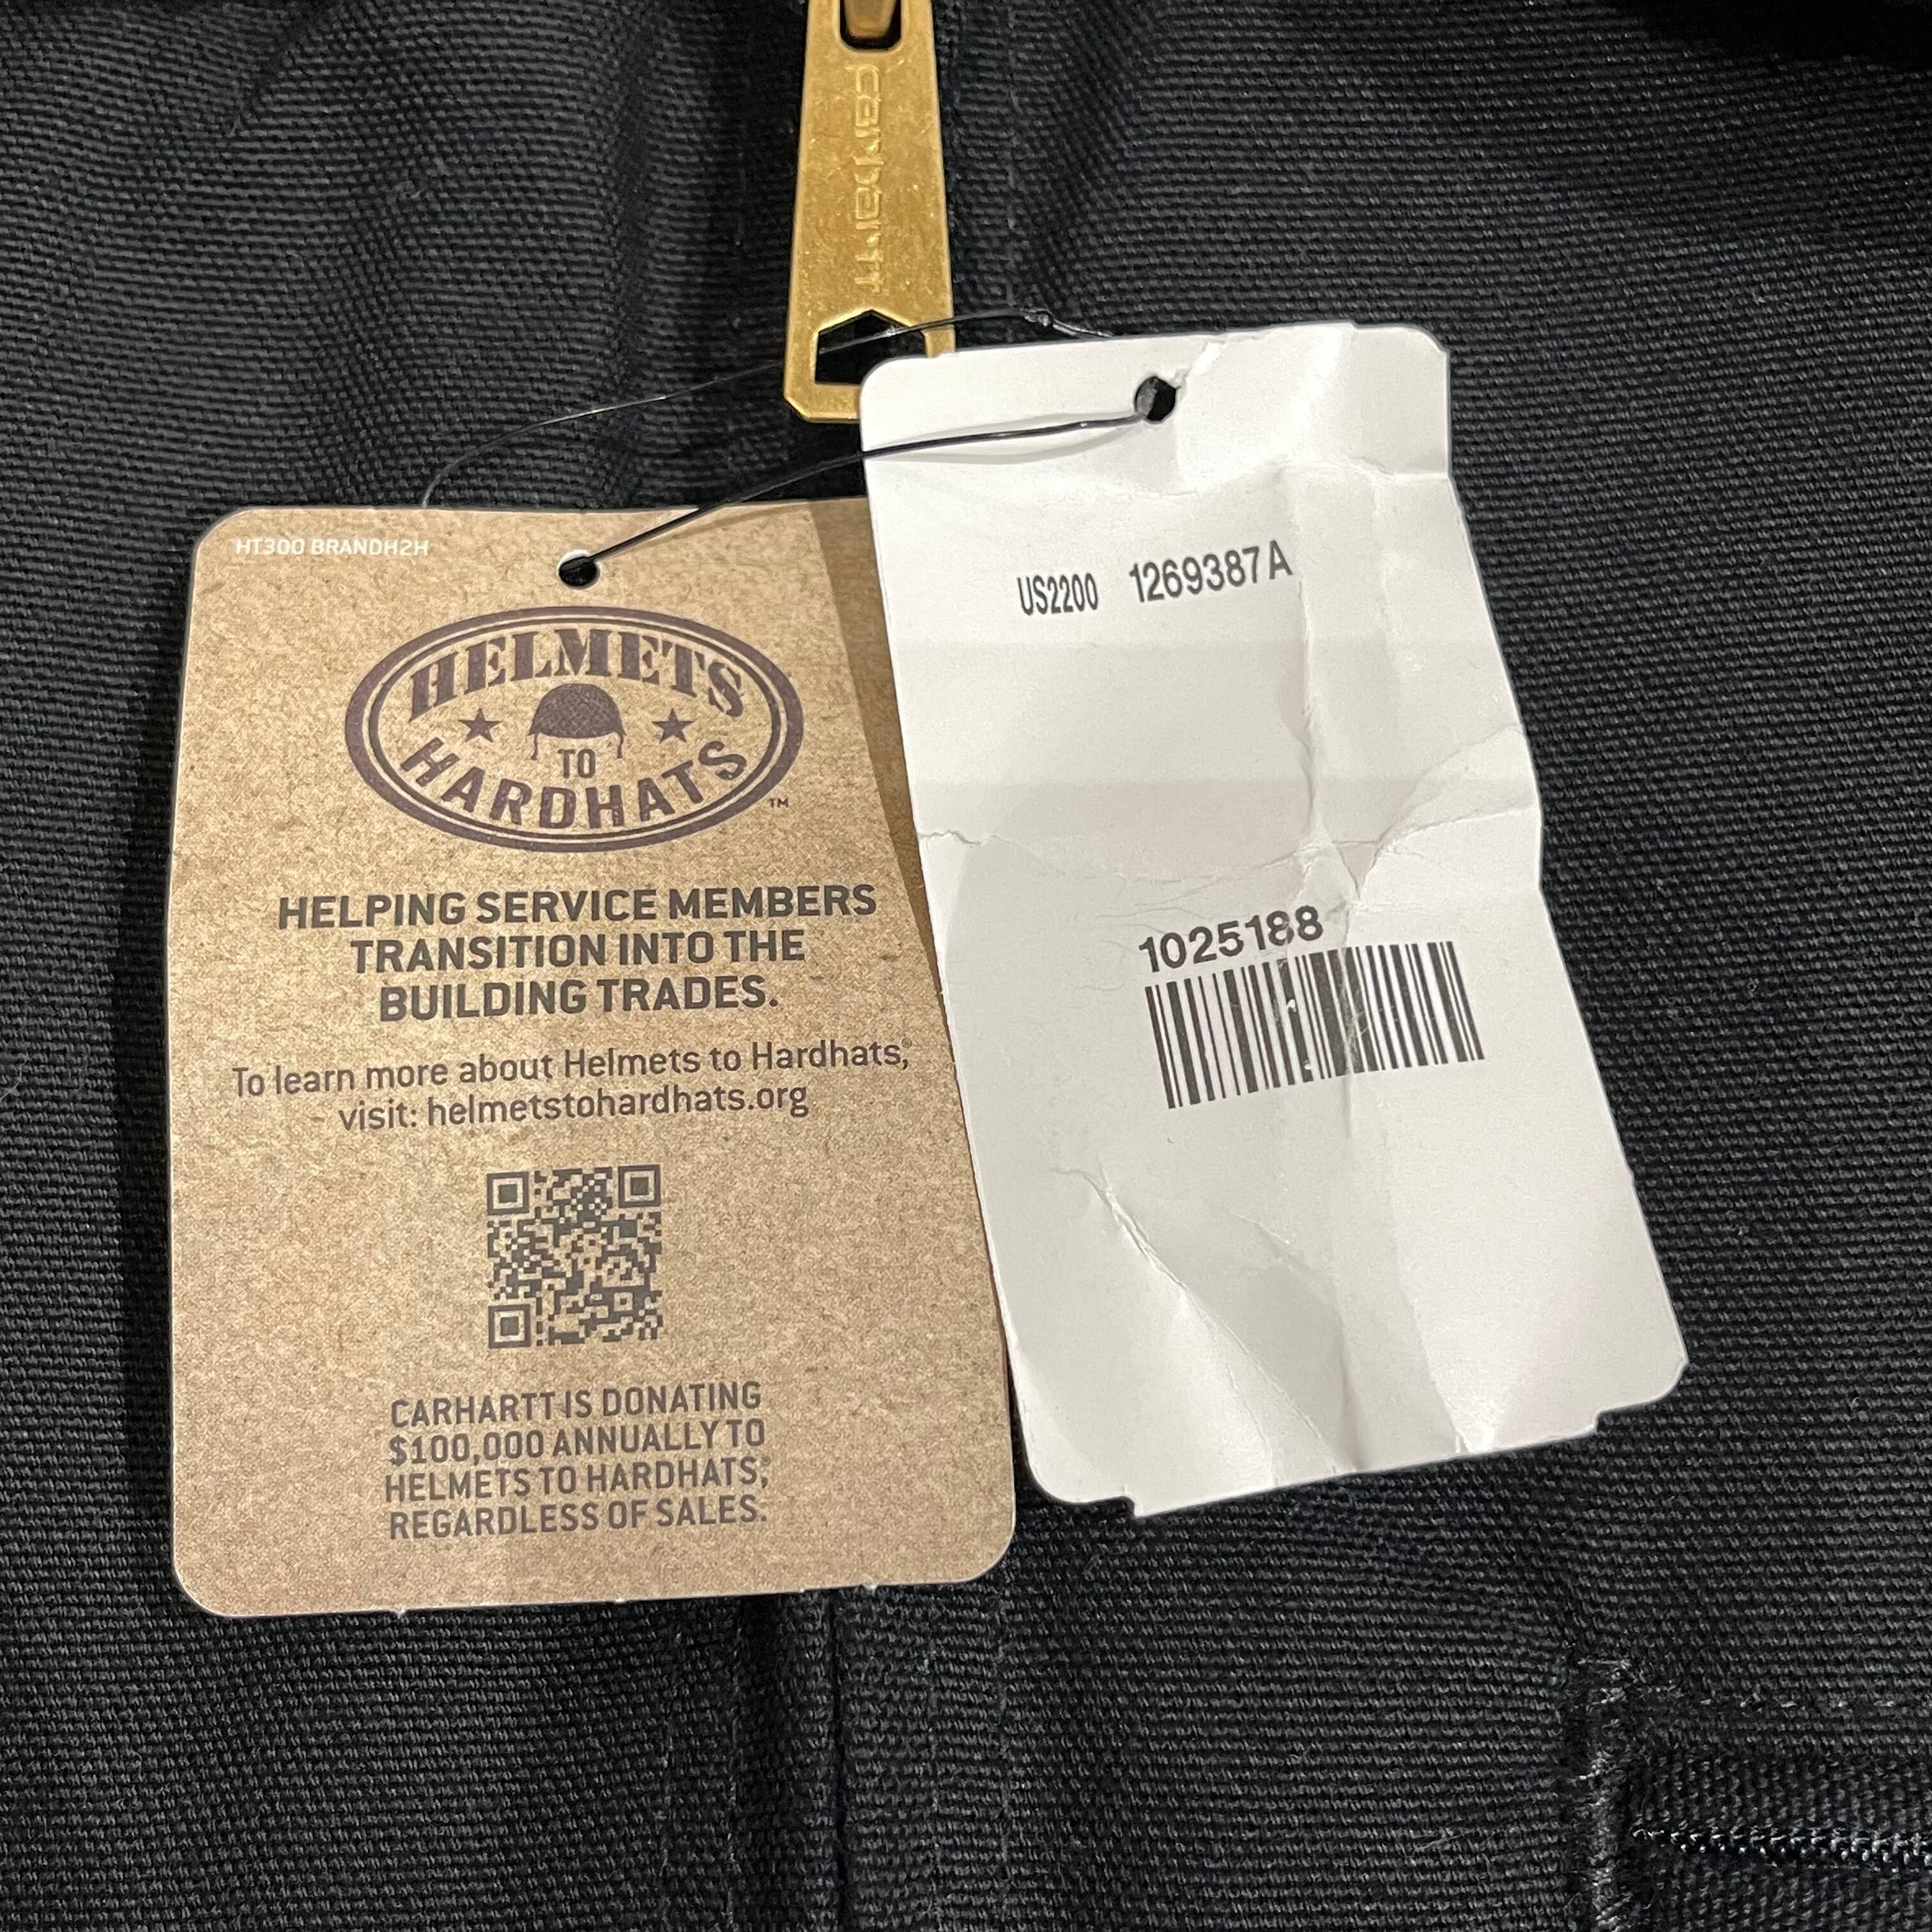 carhartt
HT300 BRANDH2H
HELMETS
TO
HARDHATS
™
HELPING SERVICE MEMBERS
TRANSITION INTO THE
BUILDING TRADES.
To learn more about Helmets to Hardhats,®
visit: helmetstohardhats.org
CARHARTT IS DONATING
$100,000 ANNUALLY TO
HELMETS TO HARDHATS,®
REGARDLESS OF SALES.
US2200 1269387A
1025188